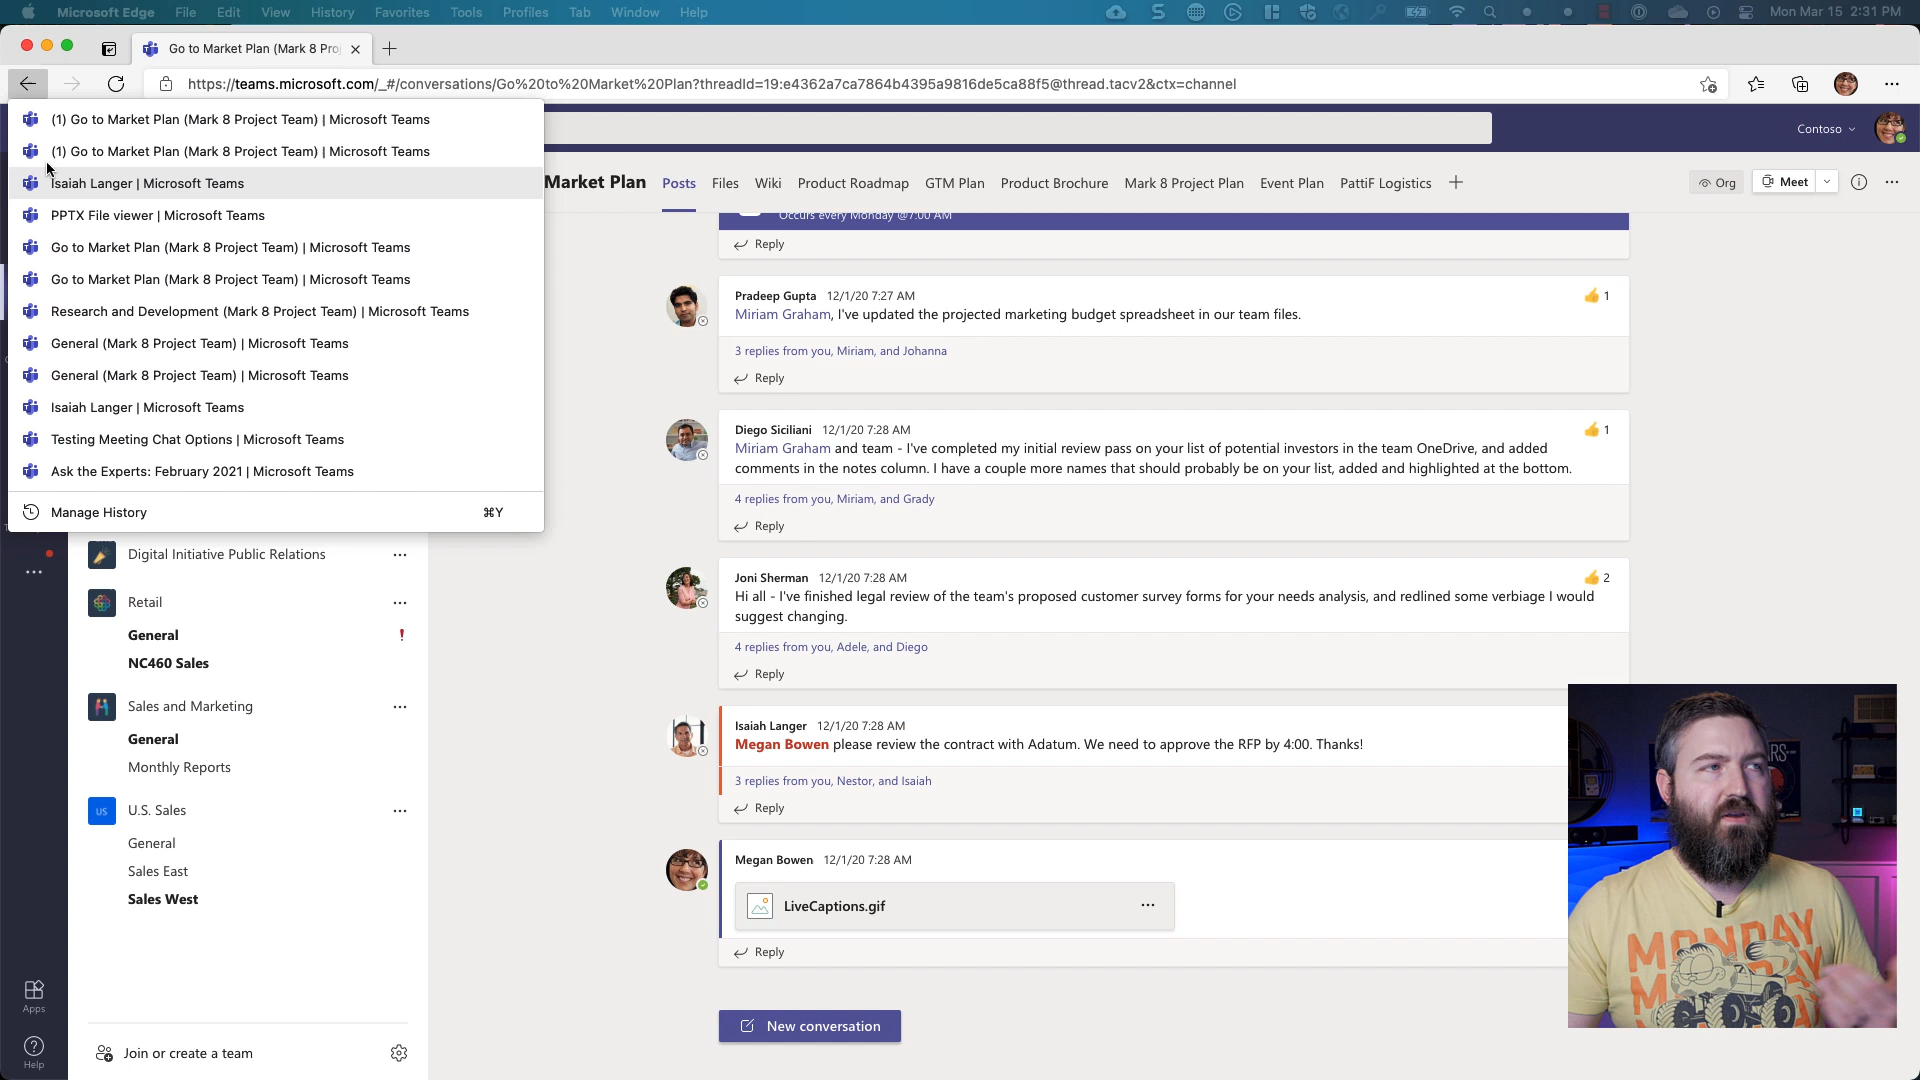 Microsoft Edge File Edit View History Favorites Tools Profiles Tab Window Help
Mon Mar 15 2:31 PM
Go to Market Plan (Mark 8 Pro
https://teams.microsoft.com/_#/conversations/Go%20to%20Market%20Plan?threadId=19:e4362a7ca7864b4395a9816de5ca88f5@thread.tacv2&ctx=channel
(1) Go to Market Plan (Mark 8 Project Team) | Microsoft Teams
(1) Go to Market Plan (Mark 8 Project Team) | Microsoft Teams
Isaiah Langer | Microsoft Teams
PPTX File viewer | Microsoft Teams
Go to Market Plan (Mark 8 Project Team) | Microsoft Teams
Go to Market Plan (Mark 8 Project Team) | Microsoft Teams
Research and Development (Mark 8 Project Team) | Microsoft Teams
General (Mark 8 Project Team) | Microsoft Teams
General (Mark 8 Project Team) | Microsoft Teams
Isaiah Langer | Microsoft Teams
Testing Meeting Chat Options | Microsoft Teams
Ask the Experts: February 2021 | Microsoft Teams
Manage History ⌘Y
Contoso
Market Plan Posts Files Wiki Product Roadmap GTM Plan Product Brochure Mark 8 Project Plan Event Plan PattiF Logistics
Org Meet
Occurs every Monday @7:00 AM
Reply
Pradeep Gupta 12/1/20 7:27 AM 1
Miriam Graham, I've updated the projected marketing budget spreadsheet in our team files.
3 replies from you, Miriam, and Johanna
Reply
Diego Siciliani 12/1/20 7:28 AM 1
Miriam Graham and team - I've completed my initial review pass on your list of potential investors in the team OneDrive, and added
comments in the notes column. I have a couple more names that should probably be on your list, added and highlighted at the bottom.
4 replies from you, Miriam, and Grady
Reply
Joni Sherman 12/1/20 7:28 AM 2
Hi all - I've finished legal review of the team's proposed customer survey forms for your needs analysis, and redlined some verbiage I would
suggest changing.
4 replies from you, Adele, and Diego
Reply
Isaiah Langer 12/1/20 7:28 AM
Megan Bowen please review the contract with Adatum. We need to approve the RFP by 4:00. Thanks!
3 replies from you, Nestor, and Isaiah
Reply
Megan Bowen 12/1/20 7:28 AM
LiveCaptions.gif
Reply
New conversation
Digital Initiative Public Relations
Retail
General !
NC460 Sales
Sales and Marketing
General
Monthly Reports
US U.S. Sales
General
Sales East
Sales West
Apps
Help
Join or create a team
MONDAY